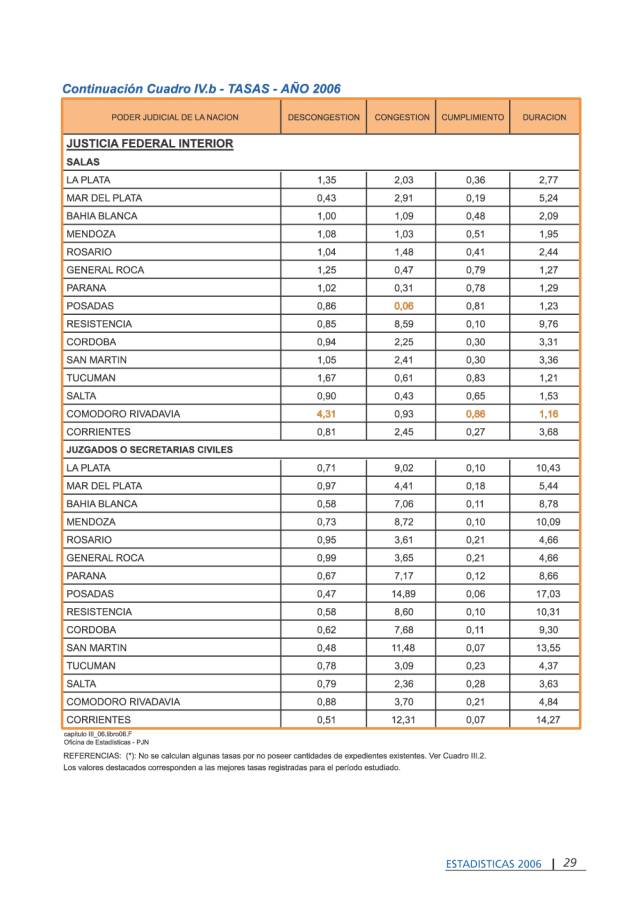 Continuación Cuadro IV.b - TASAS - AÑO 2006
PODER JUDICIAL DE LA NACION DESCONGESTION CONGESTION CUMPLIMIENTO DURACION
JUSTICIA FEDERAL INTERIOR
SALAS
LA PLATA 1,35 2,03 0,36 2,77
MAR DEL PLATA 0,43 2,91 0,19 5,24
BAHIA BLANCA 1,00 1,09 0,48 2,09
MENDOZA 1,08 1,03 0,51 1,95
ROSARIO 1,04 1,48 0,41 2,44
GENERAL ROCA 1,25 0,47 0,79 1,27
PARANA 1,02 0,31 0,78 1,29
POSADAS 0,86 0,06 0,81 1,23
RESISTENCIA 0,85 8,59 0,10 9,76
CORDOBA 0,94 2,25 0,30 3,31
SAN MARTIN 1,05 2,41 0,30 3,36
TUCUMAN 1,67 0,61 0,83 1,21
SALTA 0,90 0,43 0,65 1,53
COMODORO RIVADAVIA 4,31 0,93 0,86 1,16
CORRIENTES 0,81 2,45 0,27 3,68
JUZGADOS O SECRETARIAS CIVILES
LA PLATA 0,71 9,02 0,10 10,43
MAR DEL PLATA 0,97 4,41 0,18 5,44
BAHIA BLANCA 0,58 7,06 0,11 8,78
MENDOZA 0,73 8,72 0,10 10,09
ROSARIO 0,95 3,61 0,21 4,66
GENERAL ROCA 0,99 3,65 0,21 4,66
PARANA 0,67 7,17 0,12 8,66
POSADAS 0,47 14,89 0,06 17,03
RESISTENCIA 0,58 8,60 0,10 10,31
CORDOBA 0,62 7,68 0,11 9,30
SAN MARTIN 0,48 11,48 0,07 13,55
TUCUMAN 0,78 3,09 0,23 4,37
SALTA 0,79 2,36 0,28 3,63
COMODORO RIVADAVIA 0,88 3,70 0,21 4,84
CORRIENTES 0,51 12,31 0,07 14,27
capítulo III_06.libro06.F
Oficina de Estadísticas - PJN
REFERENCIAS: (*): No se calculan algunas tasas por no poseer cantidades de expedientes existentes. Ver Cuadro III.2.
Los valores destacados corresponden a las mejores tasas registradas para el período estudiado.
ESTADISTICAS 2006 | 29